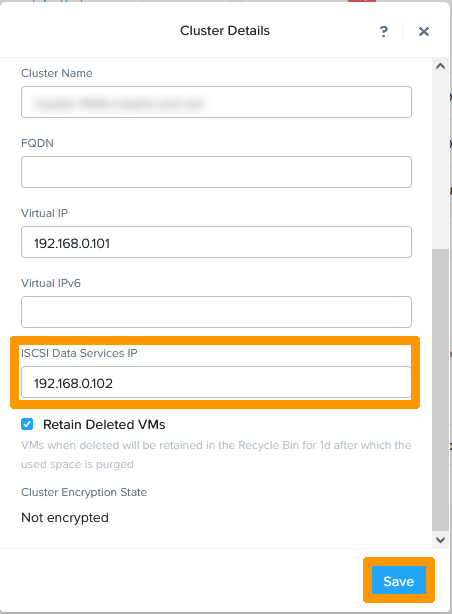 Cluster Details
?
Cluster Name
FQDN
Virtual IP
192.168.0.101
Virtual IPv6
ISCSI Data Services IP
192.168.0.102
Retain Deleted VMs
VMs when deleted will be retained in the Recycle Bin for 1d after which the
used space is purged
Cluster Encryption State
Not encrypted
Save